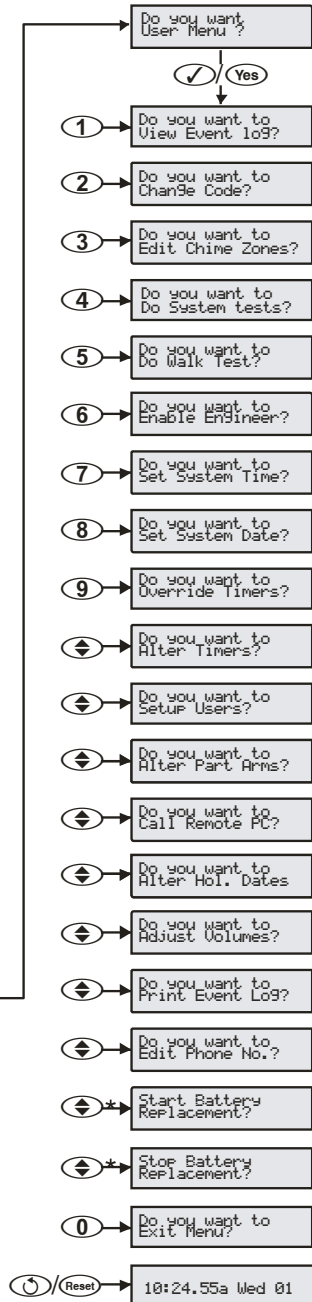 Do you want
User Menu ?
✓/Yes
1
Do you want to
View Event log?
2
Do you want to
Change Code?
3
Do you want to
Edit Chime Zones?
4
Do you want to
Do System tests?
5
Do you want to
Do Walk Test?
6
Do you want to
Enable Engineer?
7
Do you want to
Set System Time?
8
Do you want to
Set System Date?
9
Do you want to
Override Timers?
Do you want to
Alter Timers?
Do you want to
Setup Users?
Do you want to
Alter Part Arms?
Do you want to
Call Remote PC?
Do you want to
Alter Hol. Dates
Do you want to
Adjust Volumes?
Do you want to
Print Event Log?
Do you want to
Edit Phone No.?
*
Start Battery
Replacement?
*
Stop Battery
Replacement?
0
Do you want to
Exit Menu?
/Reset
10:24.55a Wed 01